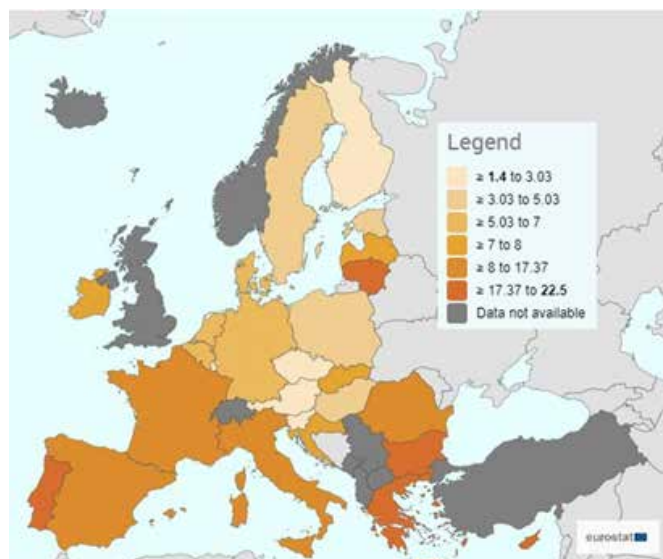 Legend
≥ 1.4 to 3.03
≥ 3.03 to 5.03
≥ 5.03 to 7
≥ 7 to 8
≥ 8 to 17.37
≥ 17.37 to 22.5
Data not available
eurostat